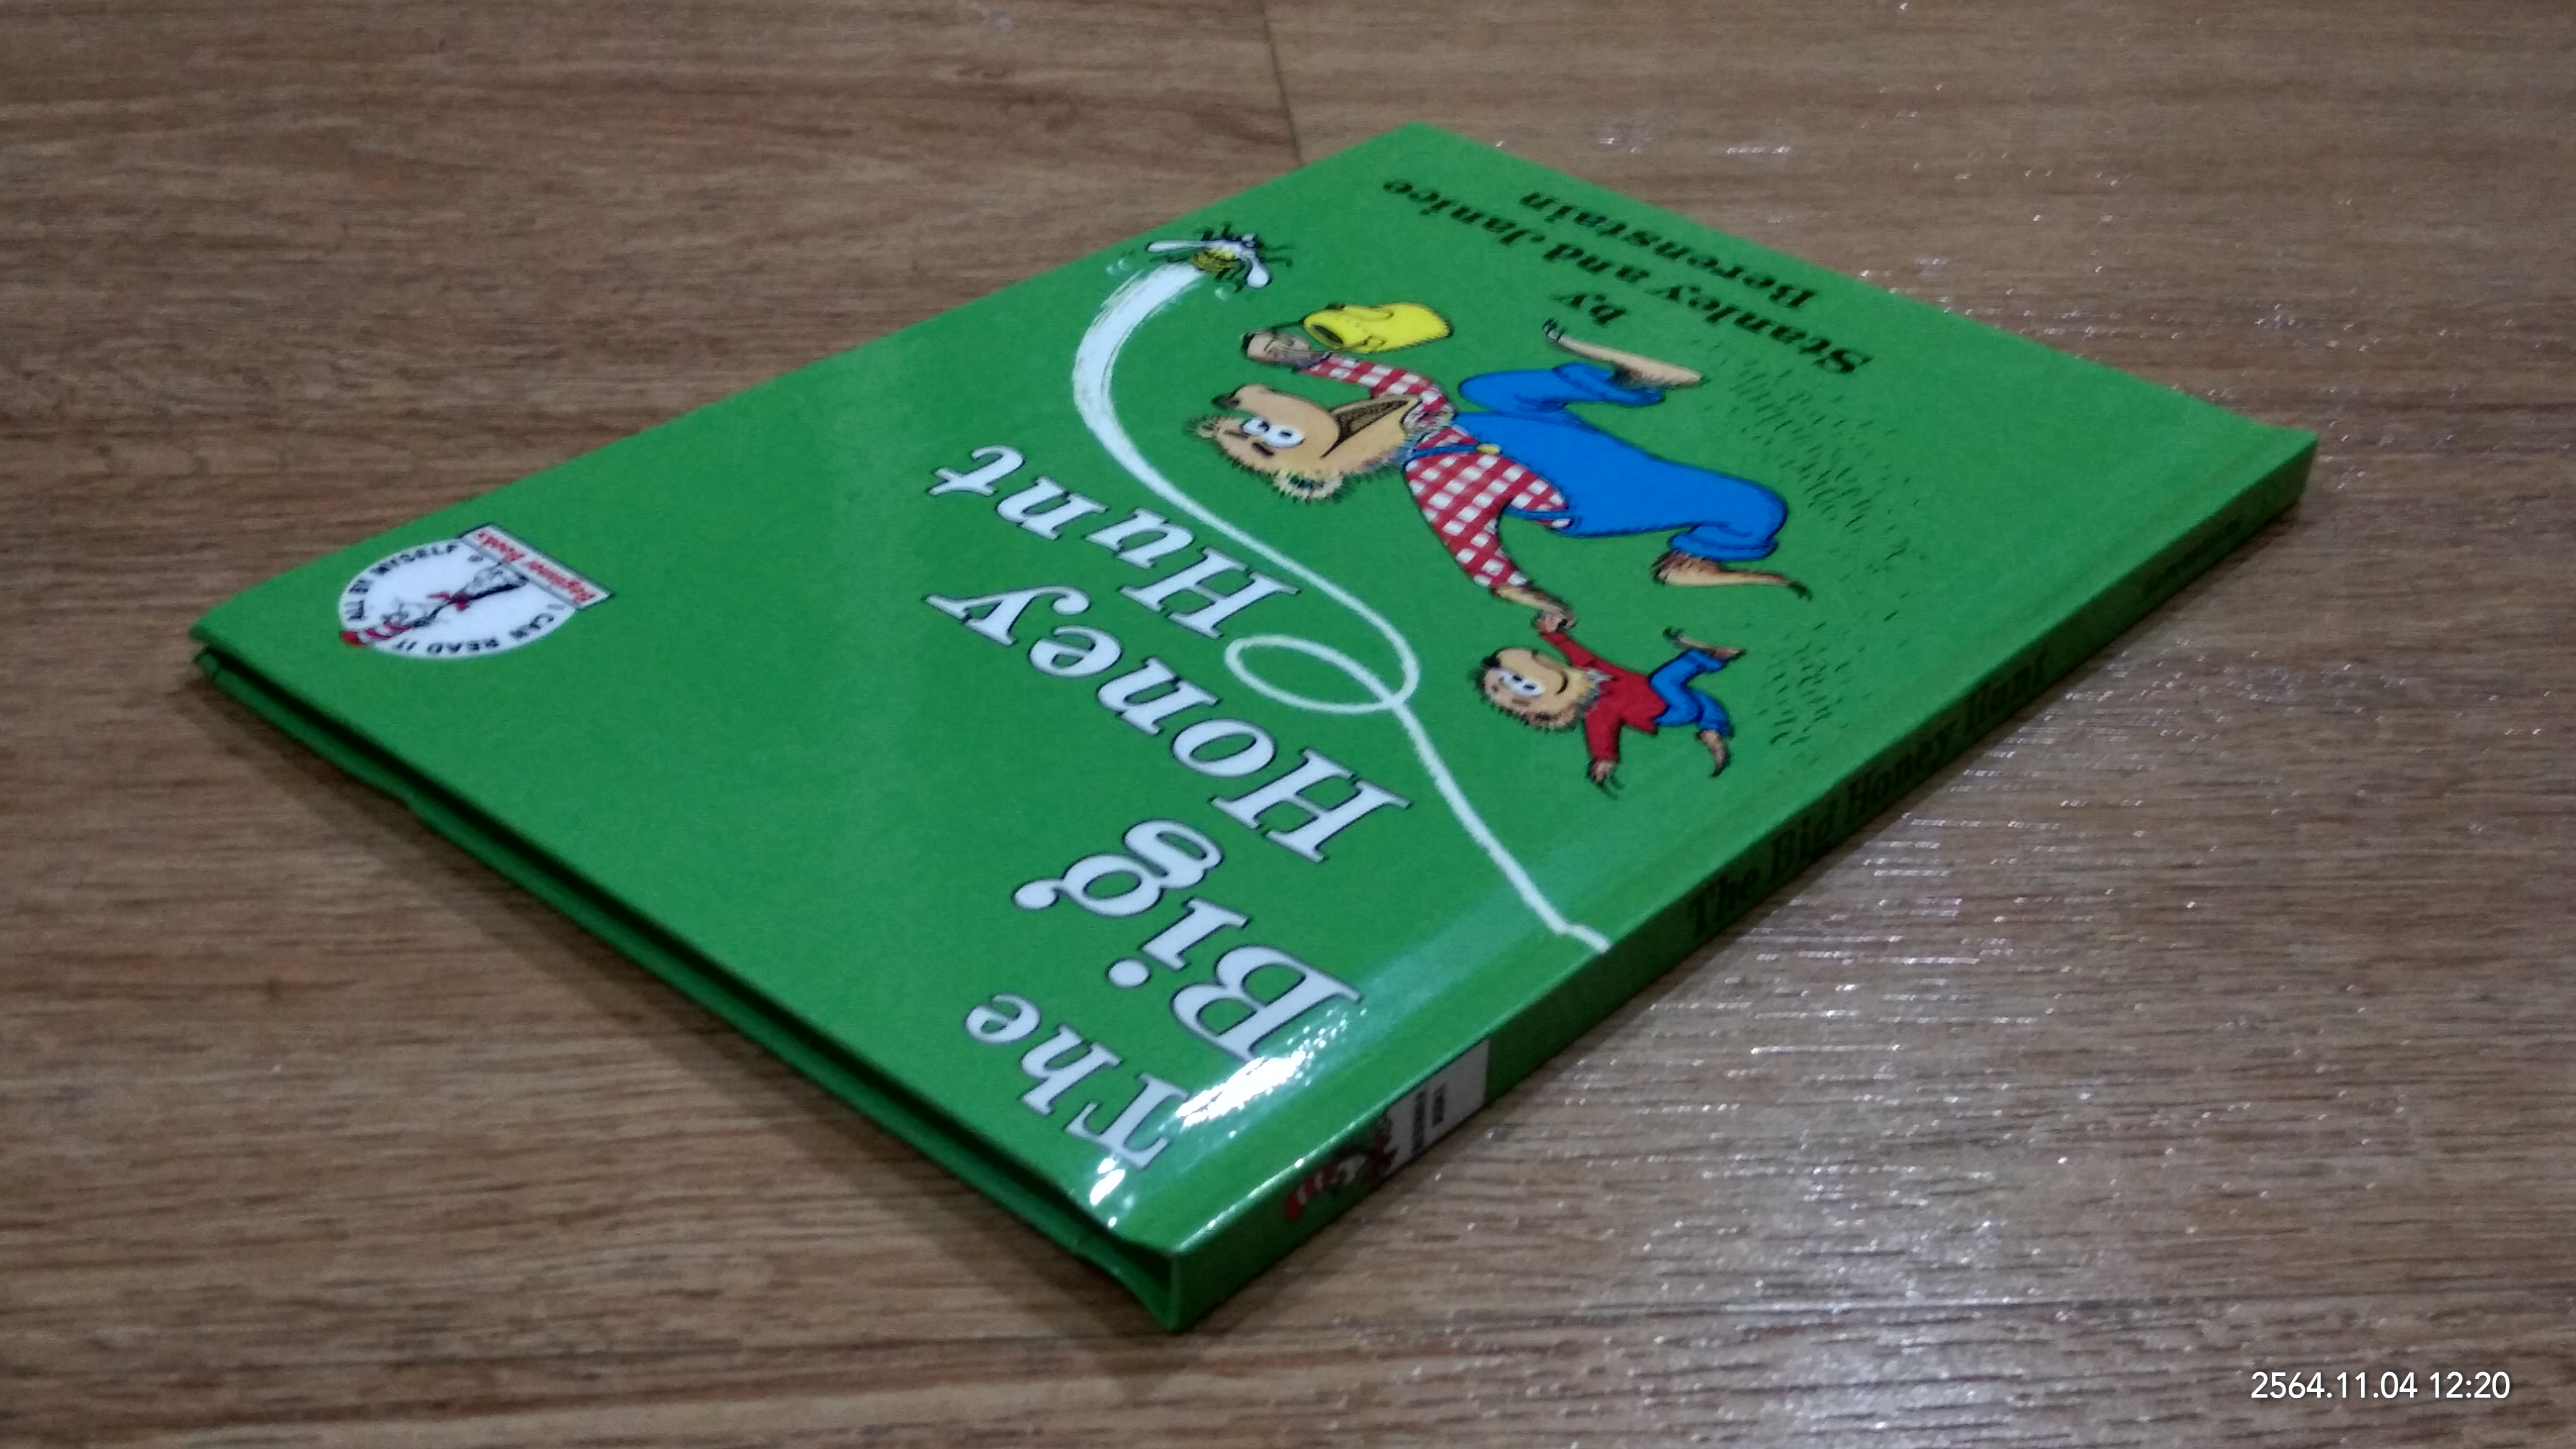 The
Big
Honey
Hunt
by
Stanley and Janice
Berenstain
I CAN READ IT ALL BY MYSELF
Beginner Books
The Big Honey Hunt
2564.11.04 12:20